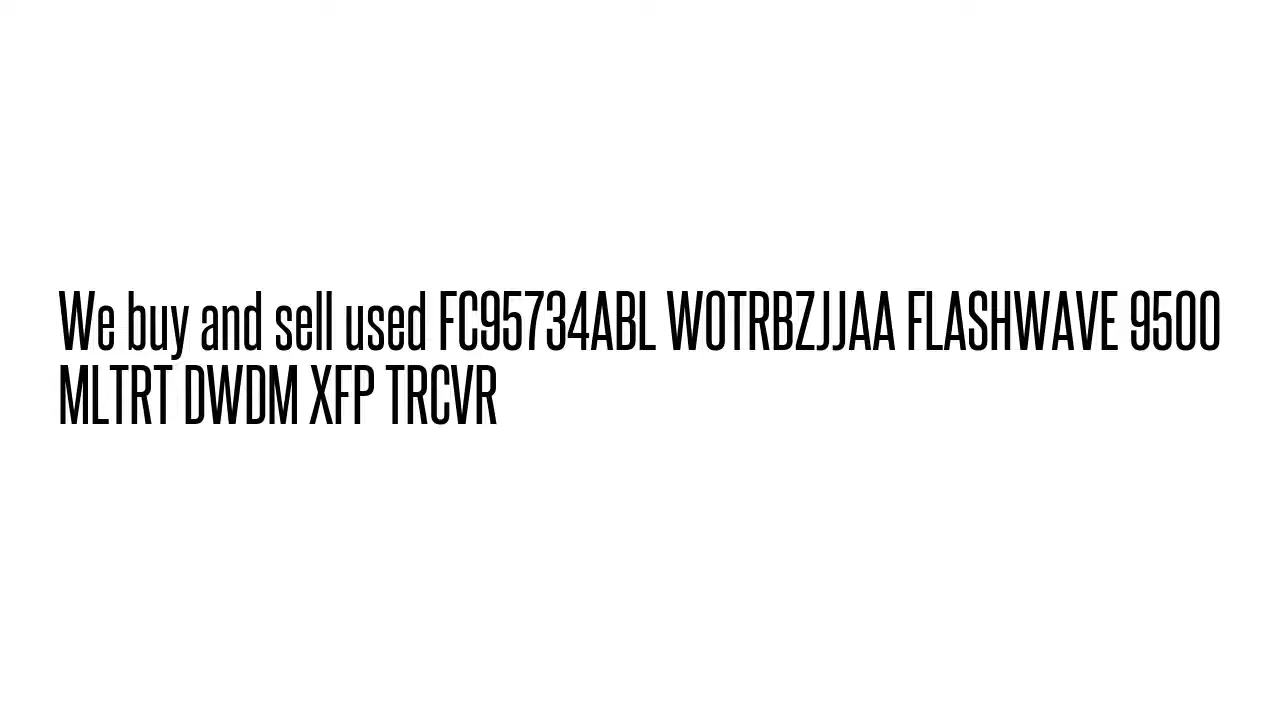 We buy and sell used FC95734ABL WOTRBZJJAA FLASHWAVE 9500
MLTRT DWDM XFP TRCVR